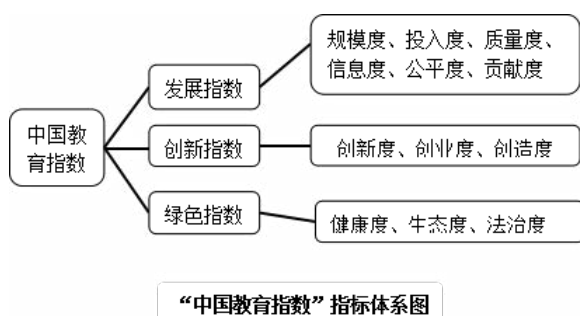 中国教
育指数
发展指数
规模度、投入度、质量度、
信息度、公平度、贡献度
创新指数
创新度、创业度、创造度
绿色指数
健康度、生态度、法治度
“中国教育指数”指标体系图